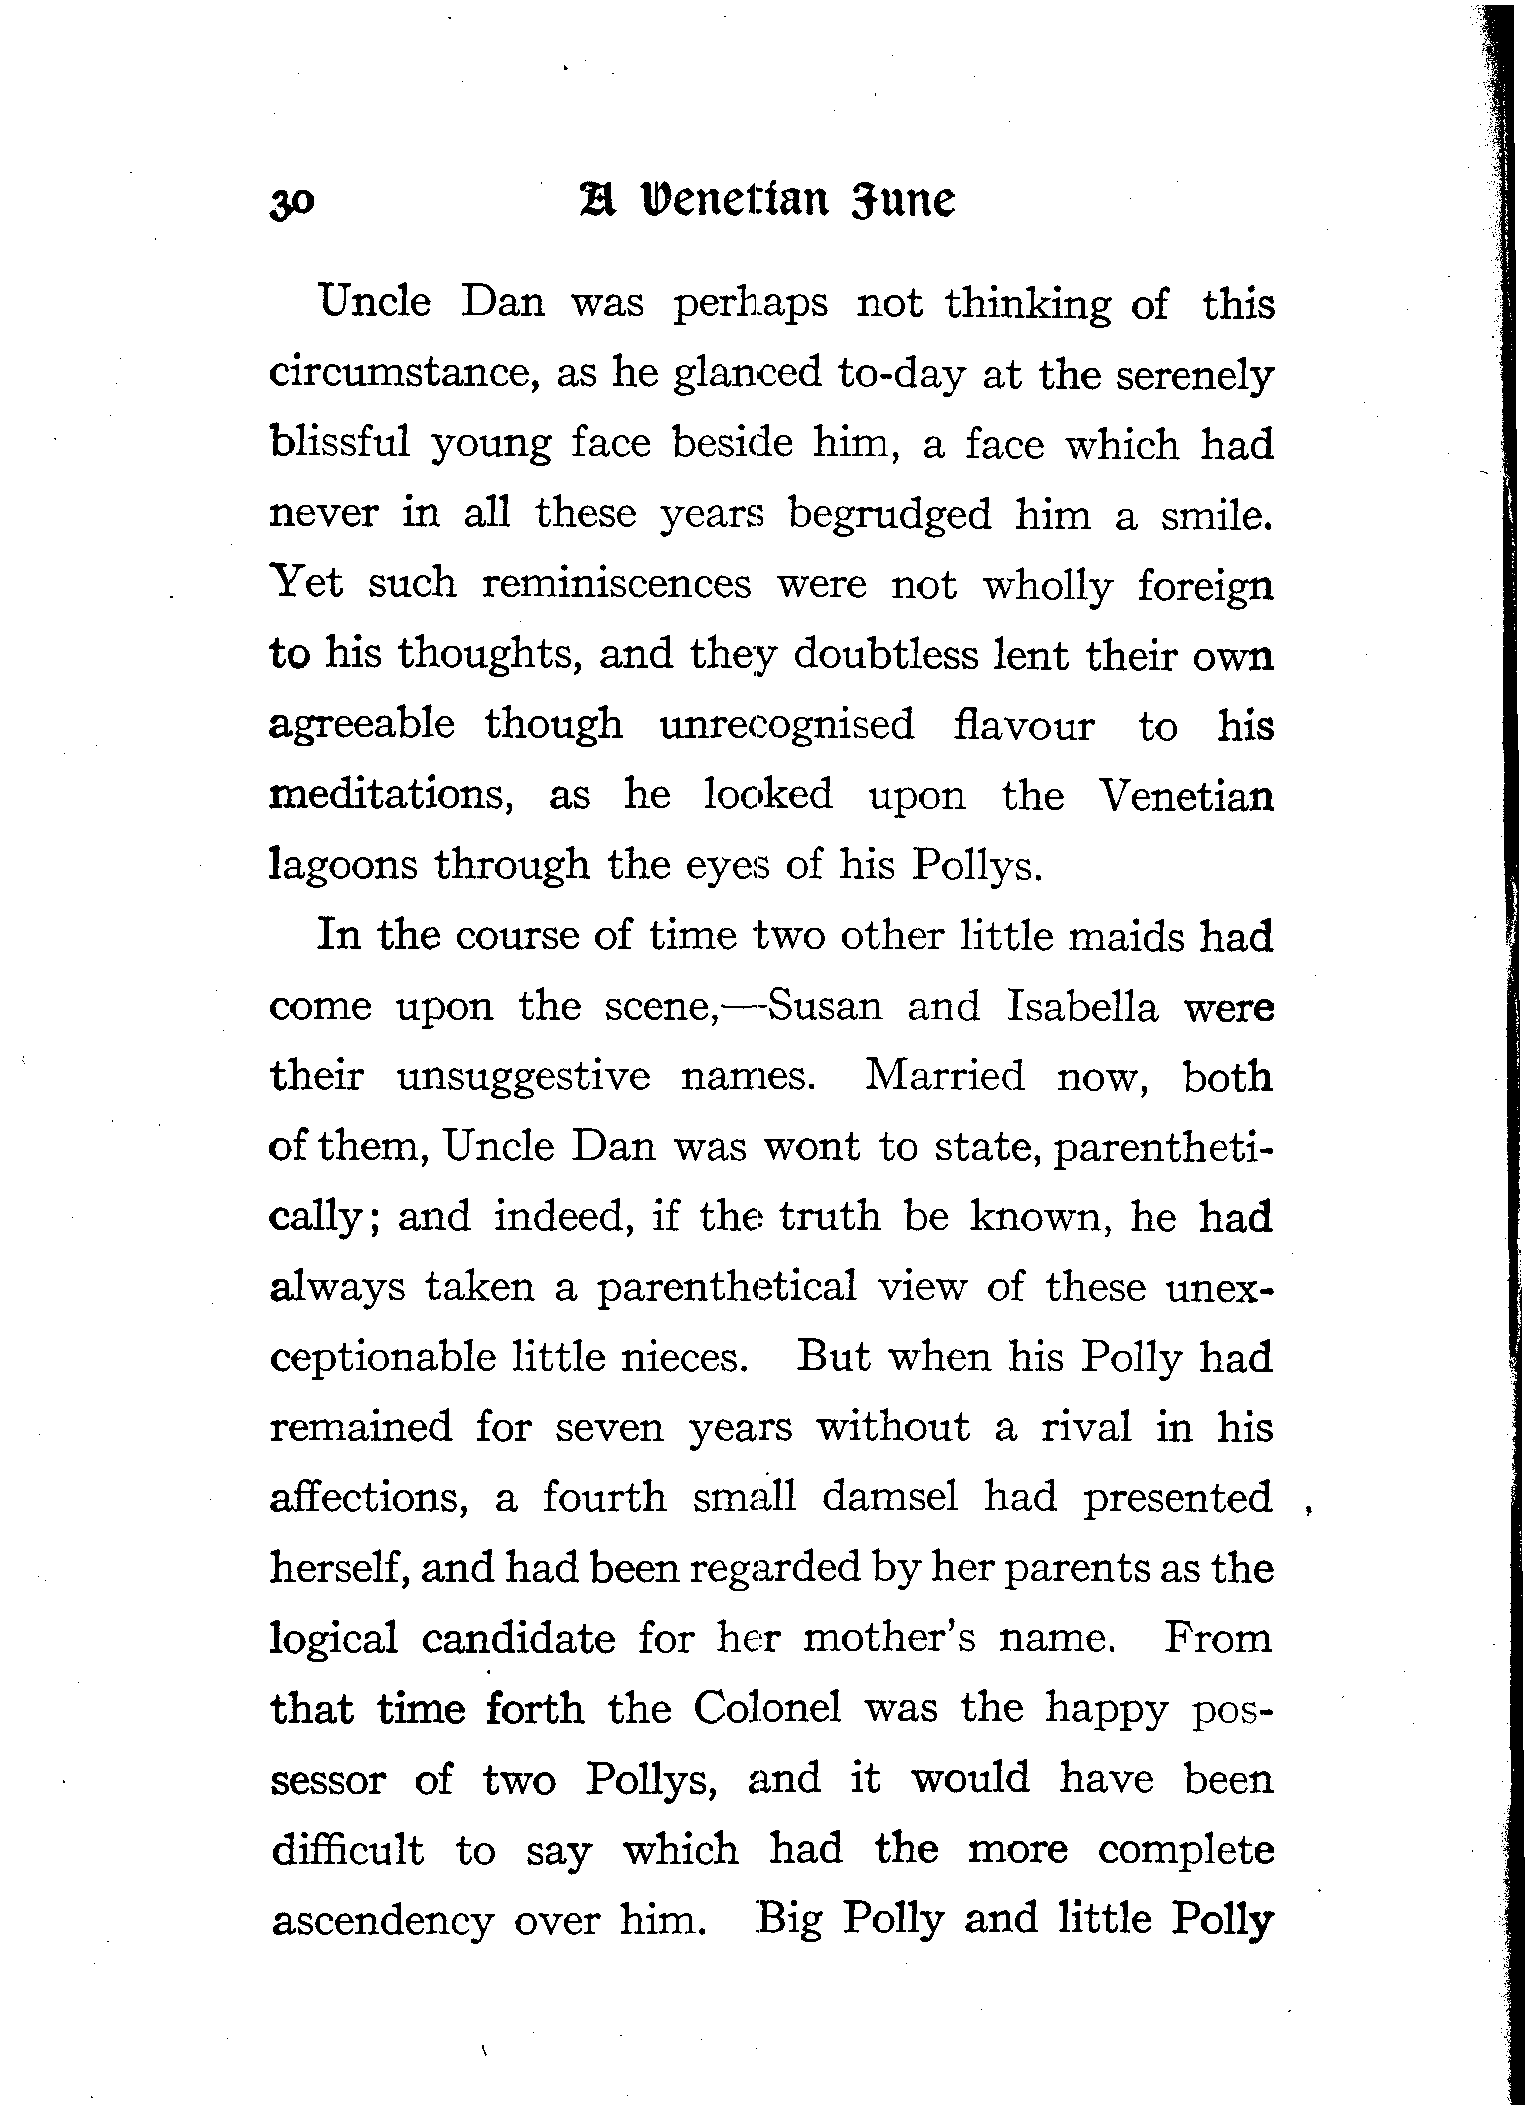 30 A Venetian June
Uncle Dan was perhaps not thinking of this
circumstance, as he glanced to-day at the serenely
blissful young face beside him, a face which had
never in all these years begrudged him a smile.
Yet such reminiscences were not wholly foreign
to his thoughts, and they doubtless lent their own
agreeable though unrecognised flavour to his
meditations, as he looked upon the Venetian
lagoons through the eyes of his Pollys.
In the course of time two other little maids had
come upon the scene,—Susan and Isabella were
their unsuggestive names. Married now, both
of them, Uncle Dan was wont to state, parentheti-
cally; and indeed, if the truth be known, he had
always taken a parenthetical view of these unex-
ceptionable little nieces. But when his Polly had
remained for seven years without a rival in his
affections, a fourth small damsel had presented
herself, and had been regarded by her parents as the
logical candidate for her mother's name. From
that time forth the Colonel was the happy pos-
sessor of two Pollys, and it would have been
difficult to say which had the more complete
ascendency over him. Big Polly and little Polly